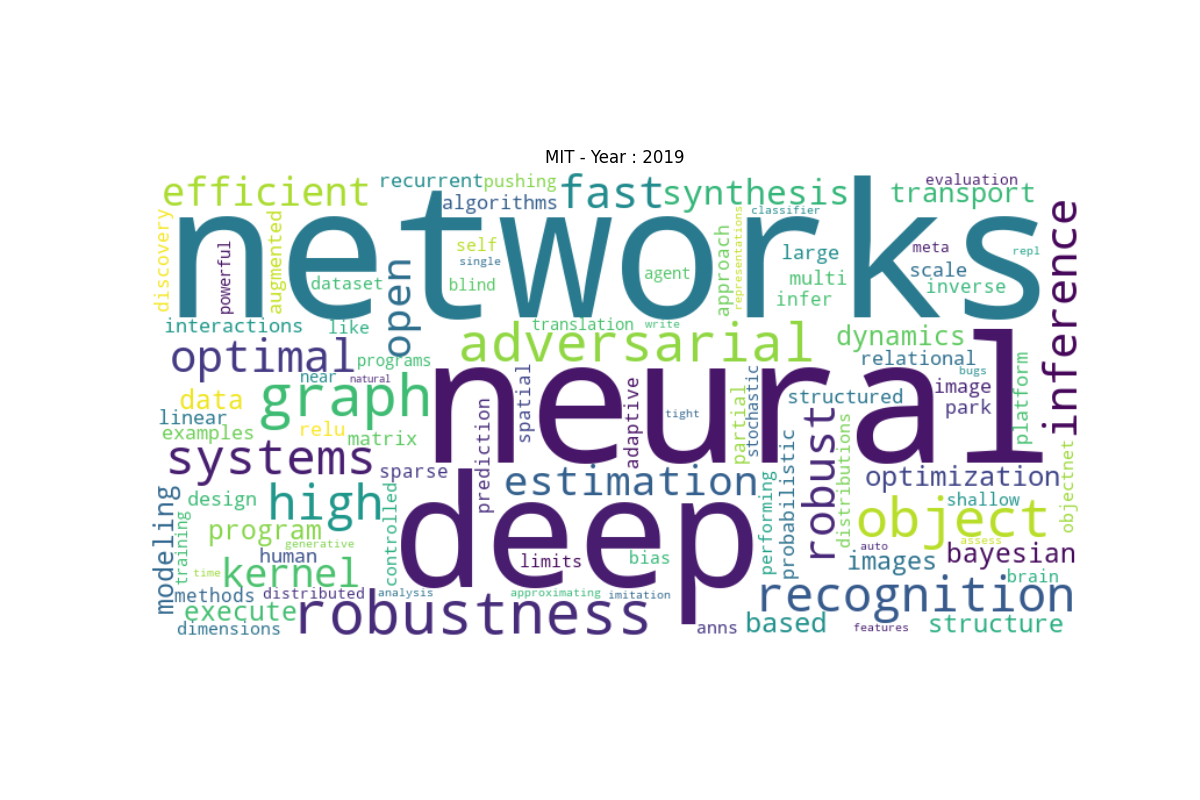 MIT - Year : 2019
efficient
recurrent
pushing
fast
synthesis
evaluation
transport
algorithms
networks
discovery
powerful
augmented
dataset
self
single
blind
open
agent
approach
representations
classifier
large
multi
infer
meta
scale
inverse
repl
inference
interactions
like
translation
write
adversarial
dynamics
optimal
programs
near
natural
relational
bugs
data
graph
neural
linear
examples
relu
matrix
spatial
adaptive
tight
partial
stochastic
structured
image
park
platform
systems
sparse
prediction
estimation
robust
probabilistic
distributions
optimization
objectnet
modeling
design
high
controlled
deep
performing
object
shallow
training
program
generative
human
limits
bias
auto
assess
images
bayesian
time
kernel
brain
methods
distributed
analysis
approximating
imitation
recognition
execute
robustness
dimensions
anns
based
features
structure